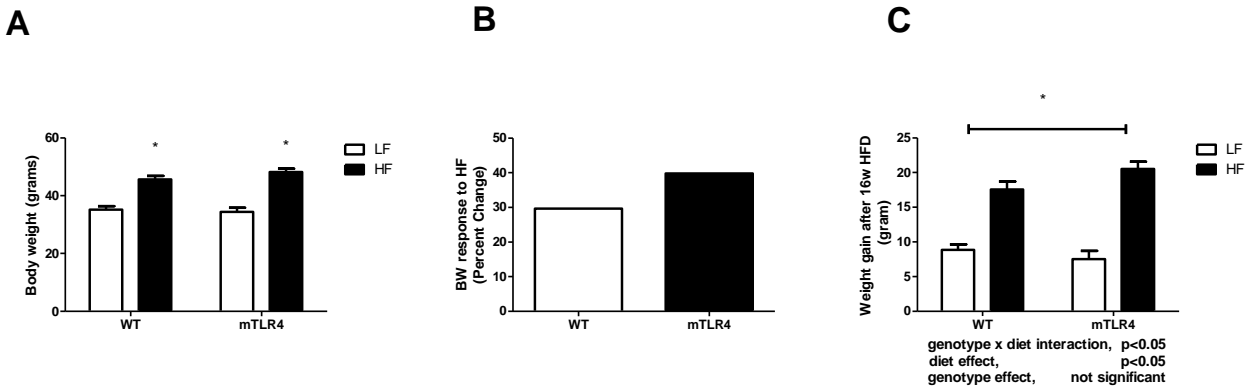 A
Body weight (grams)
60
40
20
0
*
*
LF
HF
WT
mTLR4
B
BW response to HF
(Percent Change)
50
40
30
20
10
0
WT
mTLR4
C
Weight gain after 16w HFD
(gram)
25
20
15
10
5
0
*
LF
HF
WT
mTLR4
genotype x diet interaction, p<0.05
diet effect, p<0.05
genotype effect, not significant